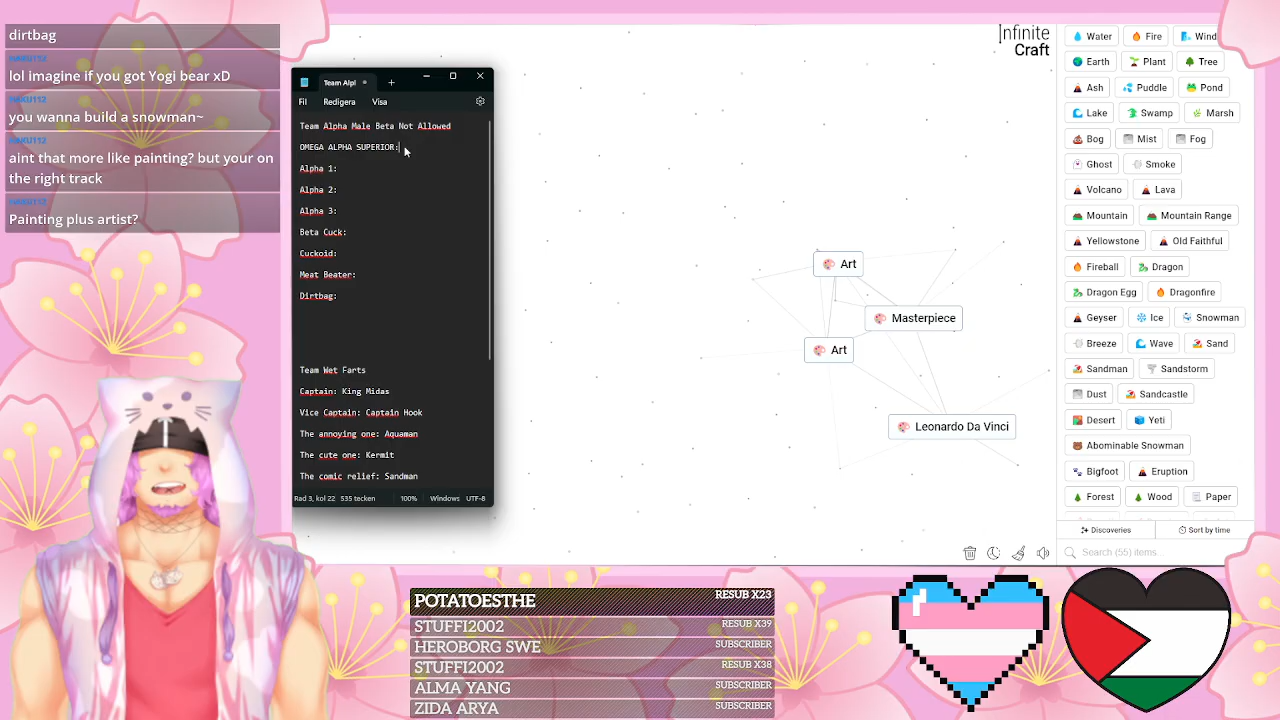 dirtbag
HAKU112
lol imagine if you got Yogi bear xD
HAKU112
you wanna build a snowman~
HAKU112
aint that more like painting? but your on
the right track
HAKU112
Painting plus artist?
Team Alpl
Fil Redigera Visa
Team Alpha Male Beta Not Allowed
OMEGA ALPHA SUPERIOR:
Alpha 1:
Alpha 2:
Alpha 3:
Beta Cuck:
Cuckoid:
Meat Beater:
Dirtbag:
Team Wet Farts
Captain: King Midas
Vice Captain: Captain Hook
The annoying one: Aquaman
The cute one: Kermit
The comic relief: Sandman
Rad 3, kol 22 535 tecken 100% Windows UTF-8
Infinite
Craft
Art
Masterpiece
Art
Leonardo Da Vinci
Water Fire Wind
Earth Plant Tree
Ash Puddle Pond
Lake Swamp Marsh
Bog Mist Fog
Ghost Smoke
Volcano Lava
Mountain Mountain Range
Yellowstone Old Faithful
Fireball Dragon
Dragon Egg Dragonfire
Geyser Ice Snowman
Breeze Wave Sand
Sandman Sandstorm
Dust Sandcastle
Desert Yeti
Abominable Snowman
Bigfoot Eruption
Forest Wood Paper
Discoveries Sort by time
Search (55) items...
POTATOESTHE RESUB X23
STUFFI2002 RESUB X39
HEROBORG SWE SUBSCRIBER
STUFFI2002 RESUB X38
ALMA YANG SUBSCRIBER
ZIDA ARYA SUBSCRIBER